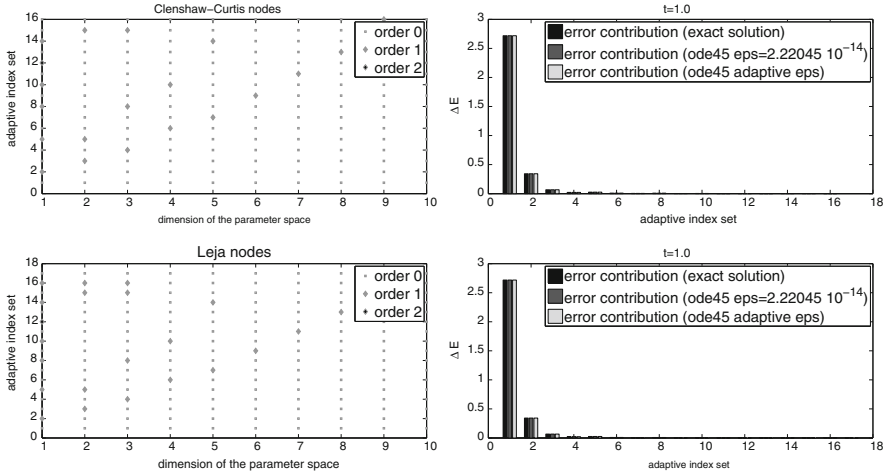 Clenshaw-Curtis nodes
adaptive index set
16
14
12
10
8
6
4
2
0
order 0
order 1
order 2
1 2 3 4 5 6 7 8 9 10
dimension of the parameter space
t=1.0
Δ E
3
2.5
2
1.5
1
0.5
0
error contribution (exact solution)
error contribution (ode45 eps=2.22045 10⁻¹⁴)
error contribution (ode45 adaptive eps)
0 2 4 6 8 10 12 14 16 18
adaptive index set
Leja nodes
adaptive index set
18
16
14
12
10
8
6
4
2
0
order 0
order 1
order 2
1 2 3 4 5 6 7 8 9 10
dimension of the parameter space
t=1.0
Δ E
3
2.5
2
1.5
1
0.5
0
error contribution (exact solution)
error contribution (ode45 eps=2.22045 10⁻¹⁴)
error contribution (ode45 adaptive eps)
0 2 4 6 8 10 12 14 16 18
adaptive index set